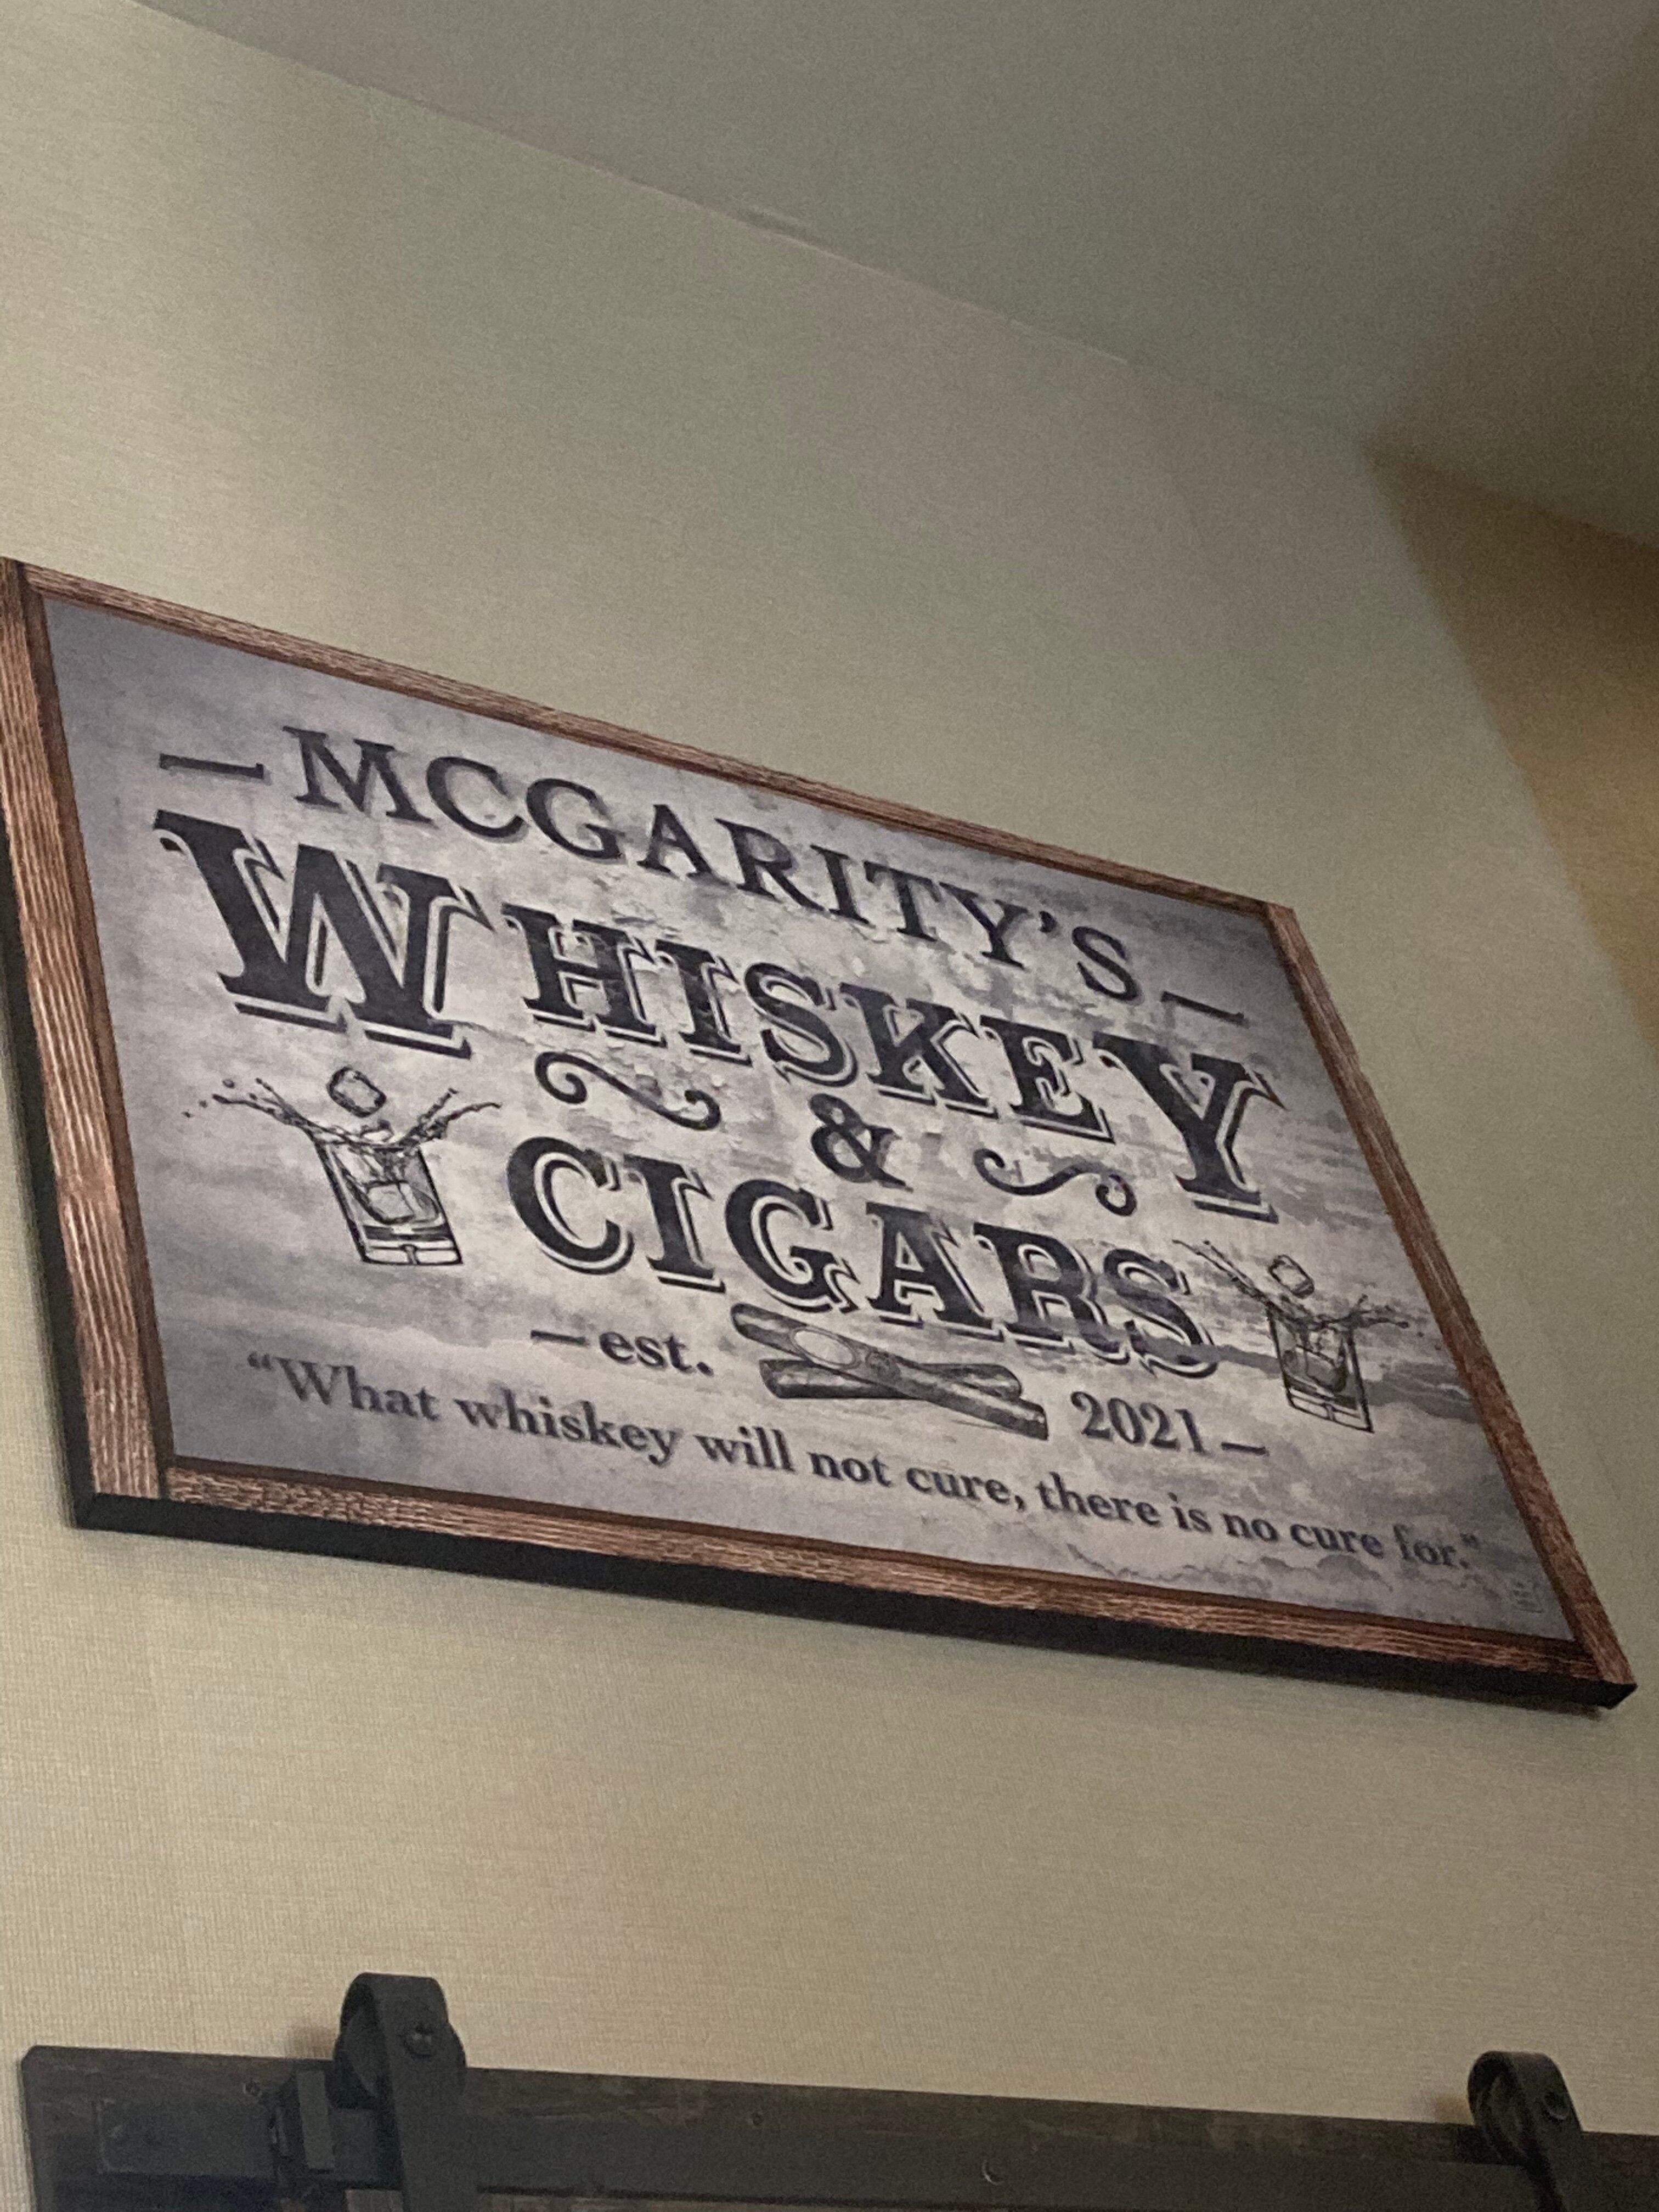 — MCGARITY'S —
WHISKEY
&
CIGARS
— est. 2021 —
“What whiskey will not cure, there is no cure for.”